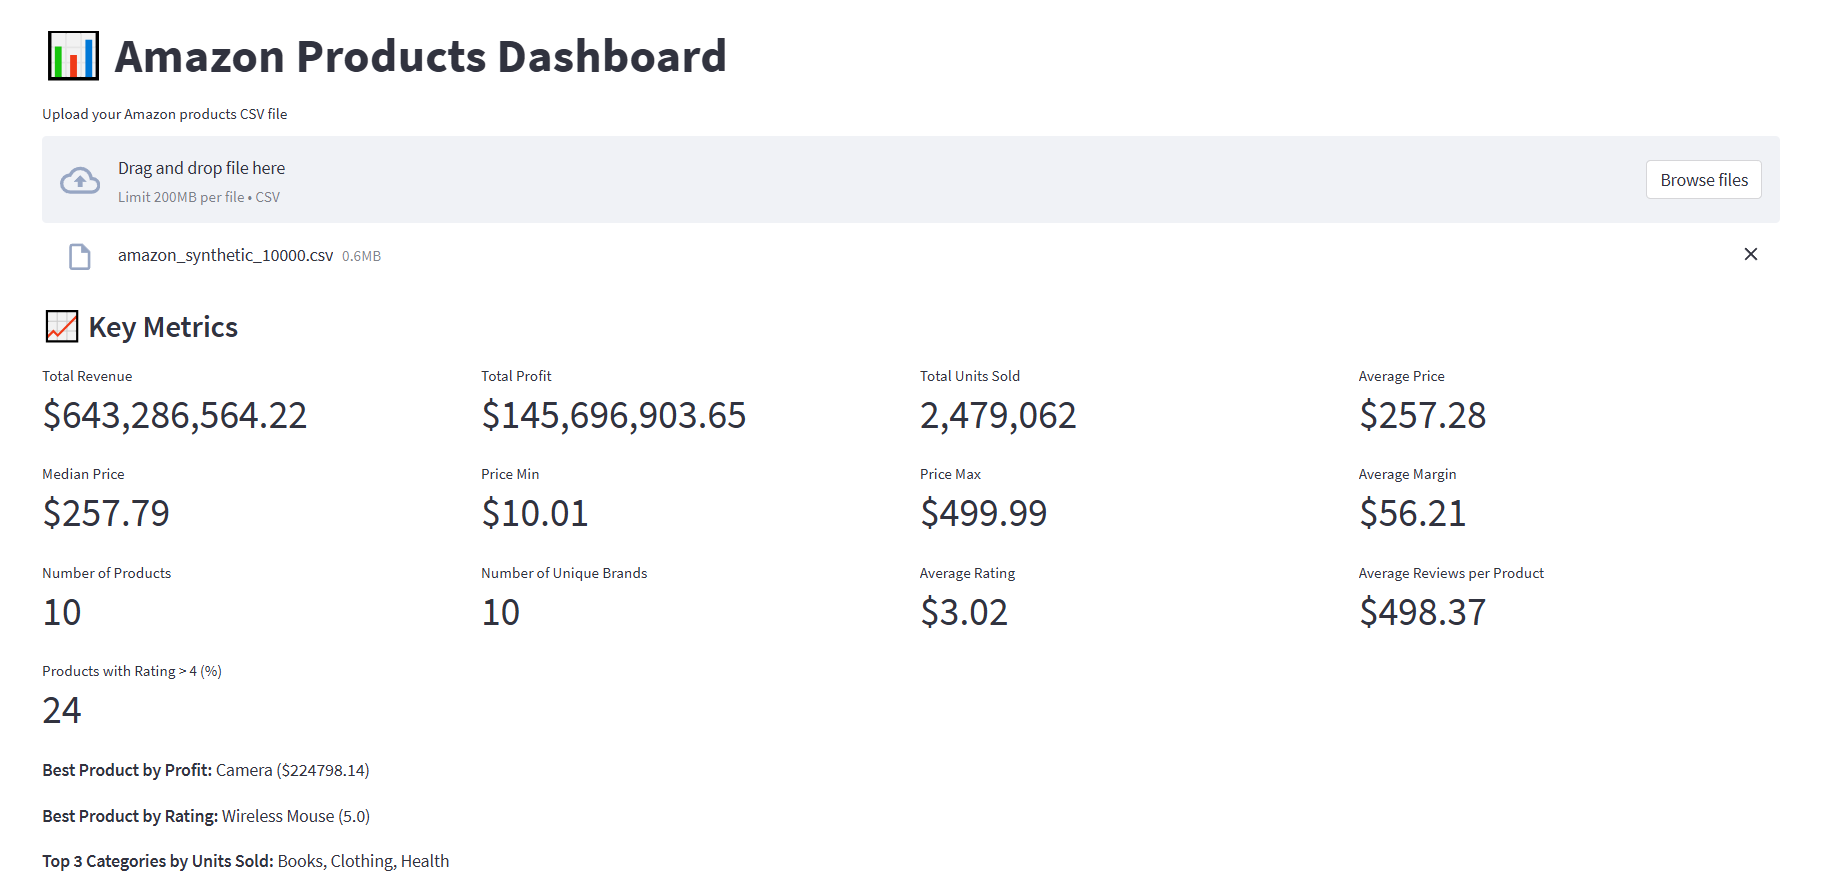 Amazon Products Dashboard
Upload your Amazon products CSV file
Drag and drop file here
Limit 200MB per file • CSV
Browse files
amazon_synthetic_10000.csv 0.6MB
Key Metrics
Total Revenue
$643,286,564.22
Total Profit
$145,696,903.65
Total Units Sold
2,479,062
Average Price
$257.28
Median Price
$257.79
Price Min
$10.01
Price Max
$499.99
Average Margin
$56.21
Number of Products
10
Number of Unique Brands
10
Average Rating
$3.02
Average Reviews per Product
$498.37
Products with Rating > 4 (%)
24
Best Product by Profit: Camera ($224798.14)
Best Product by Rating: Wireless Mouse (5.0)
Top 3 Categories by Units Sold: Books, Clothing, Health